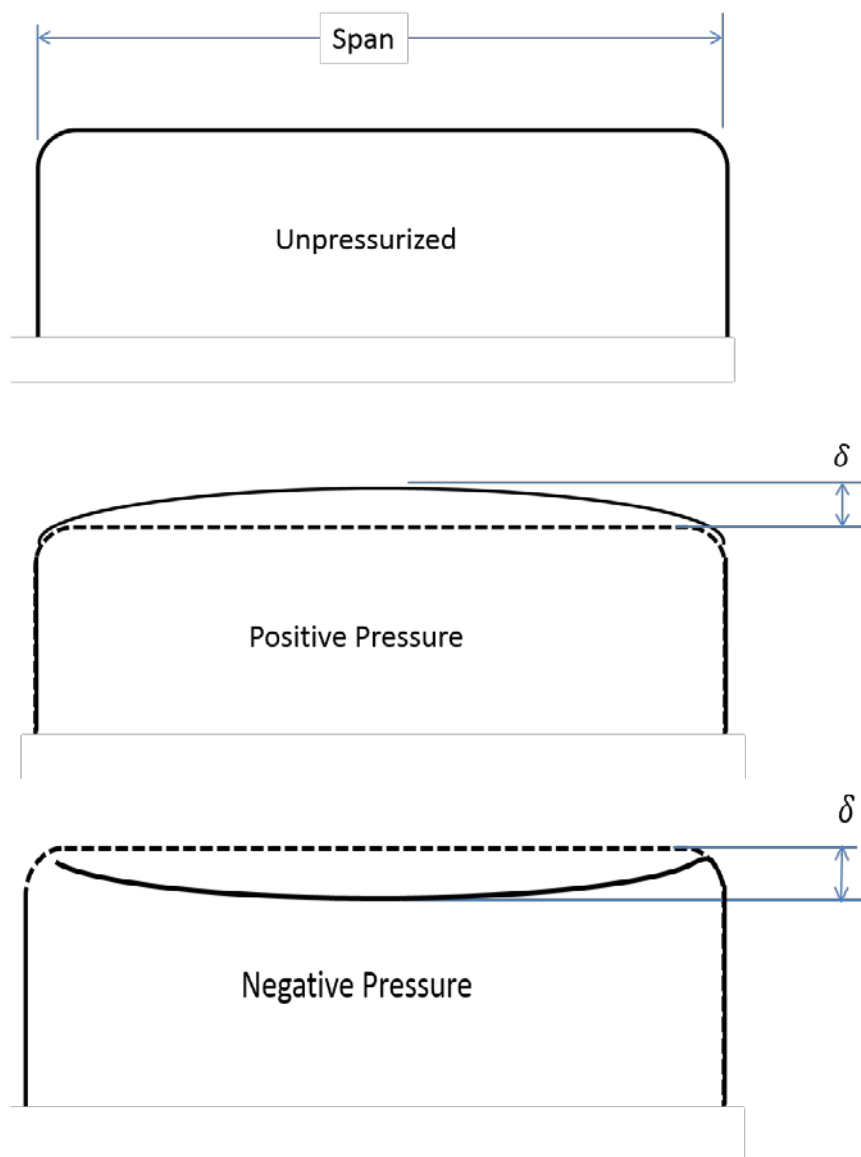 Span
Unpressurized
δ
Positive Pressure
δ
Negative Pressure